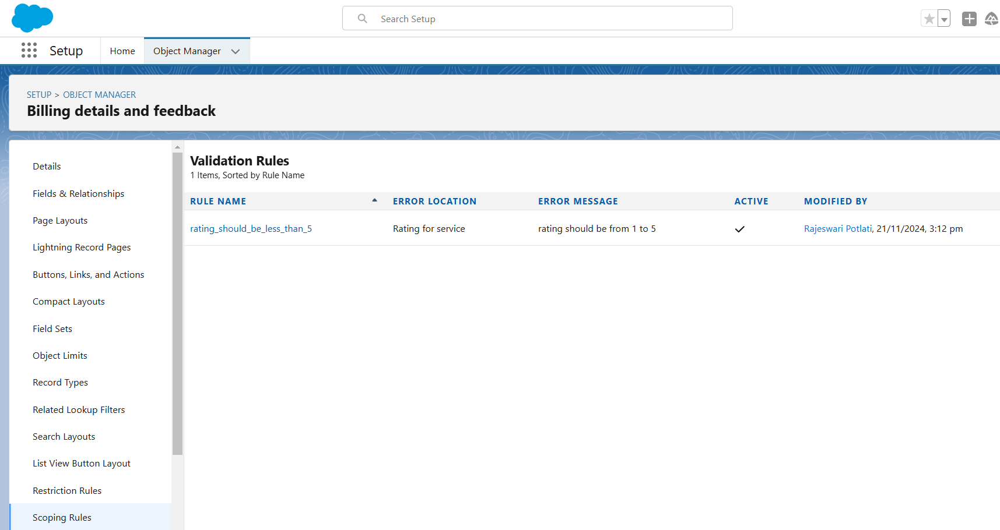 Search Setup
Setup
Home
Object Manager
SETUP > OBJECT MANAGER
Billing details and feedback
Details
Fields & Relationships
Page Layouts
Lightning Record Pages
Buttons, Links, and Actions
Compact Layouts
Field Sets
Object Limits
Record Types
Related Lookup Filters
Search Layouts
List View Button Layout
Restriction Rules
Scoping Rules
Validation Rules
1 Items, Sorted by Rule Name
RULE NAME ERROR LOCATION ERROR MESSAGE ACTIVE MODIFIED BY
rating_should_be_less_than_5 Rating for service rating should be from 1 to 5 Rajeswari Potlati, 21/11/2024, 3:12 pm